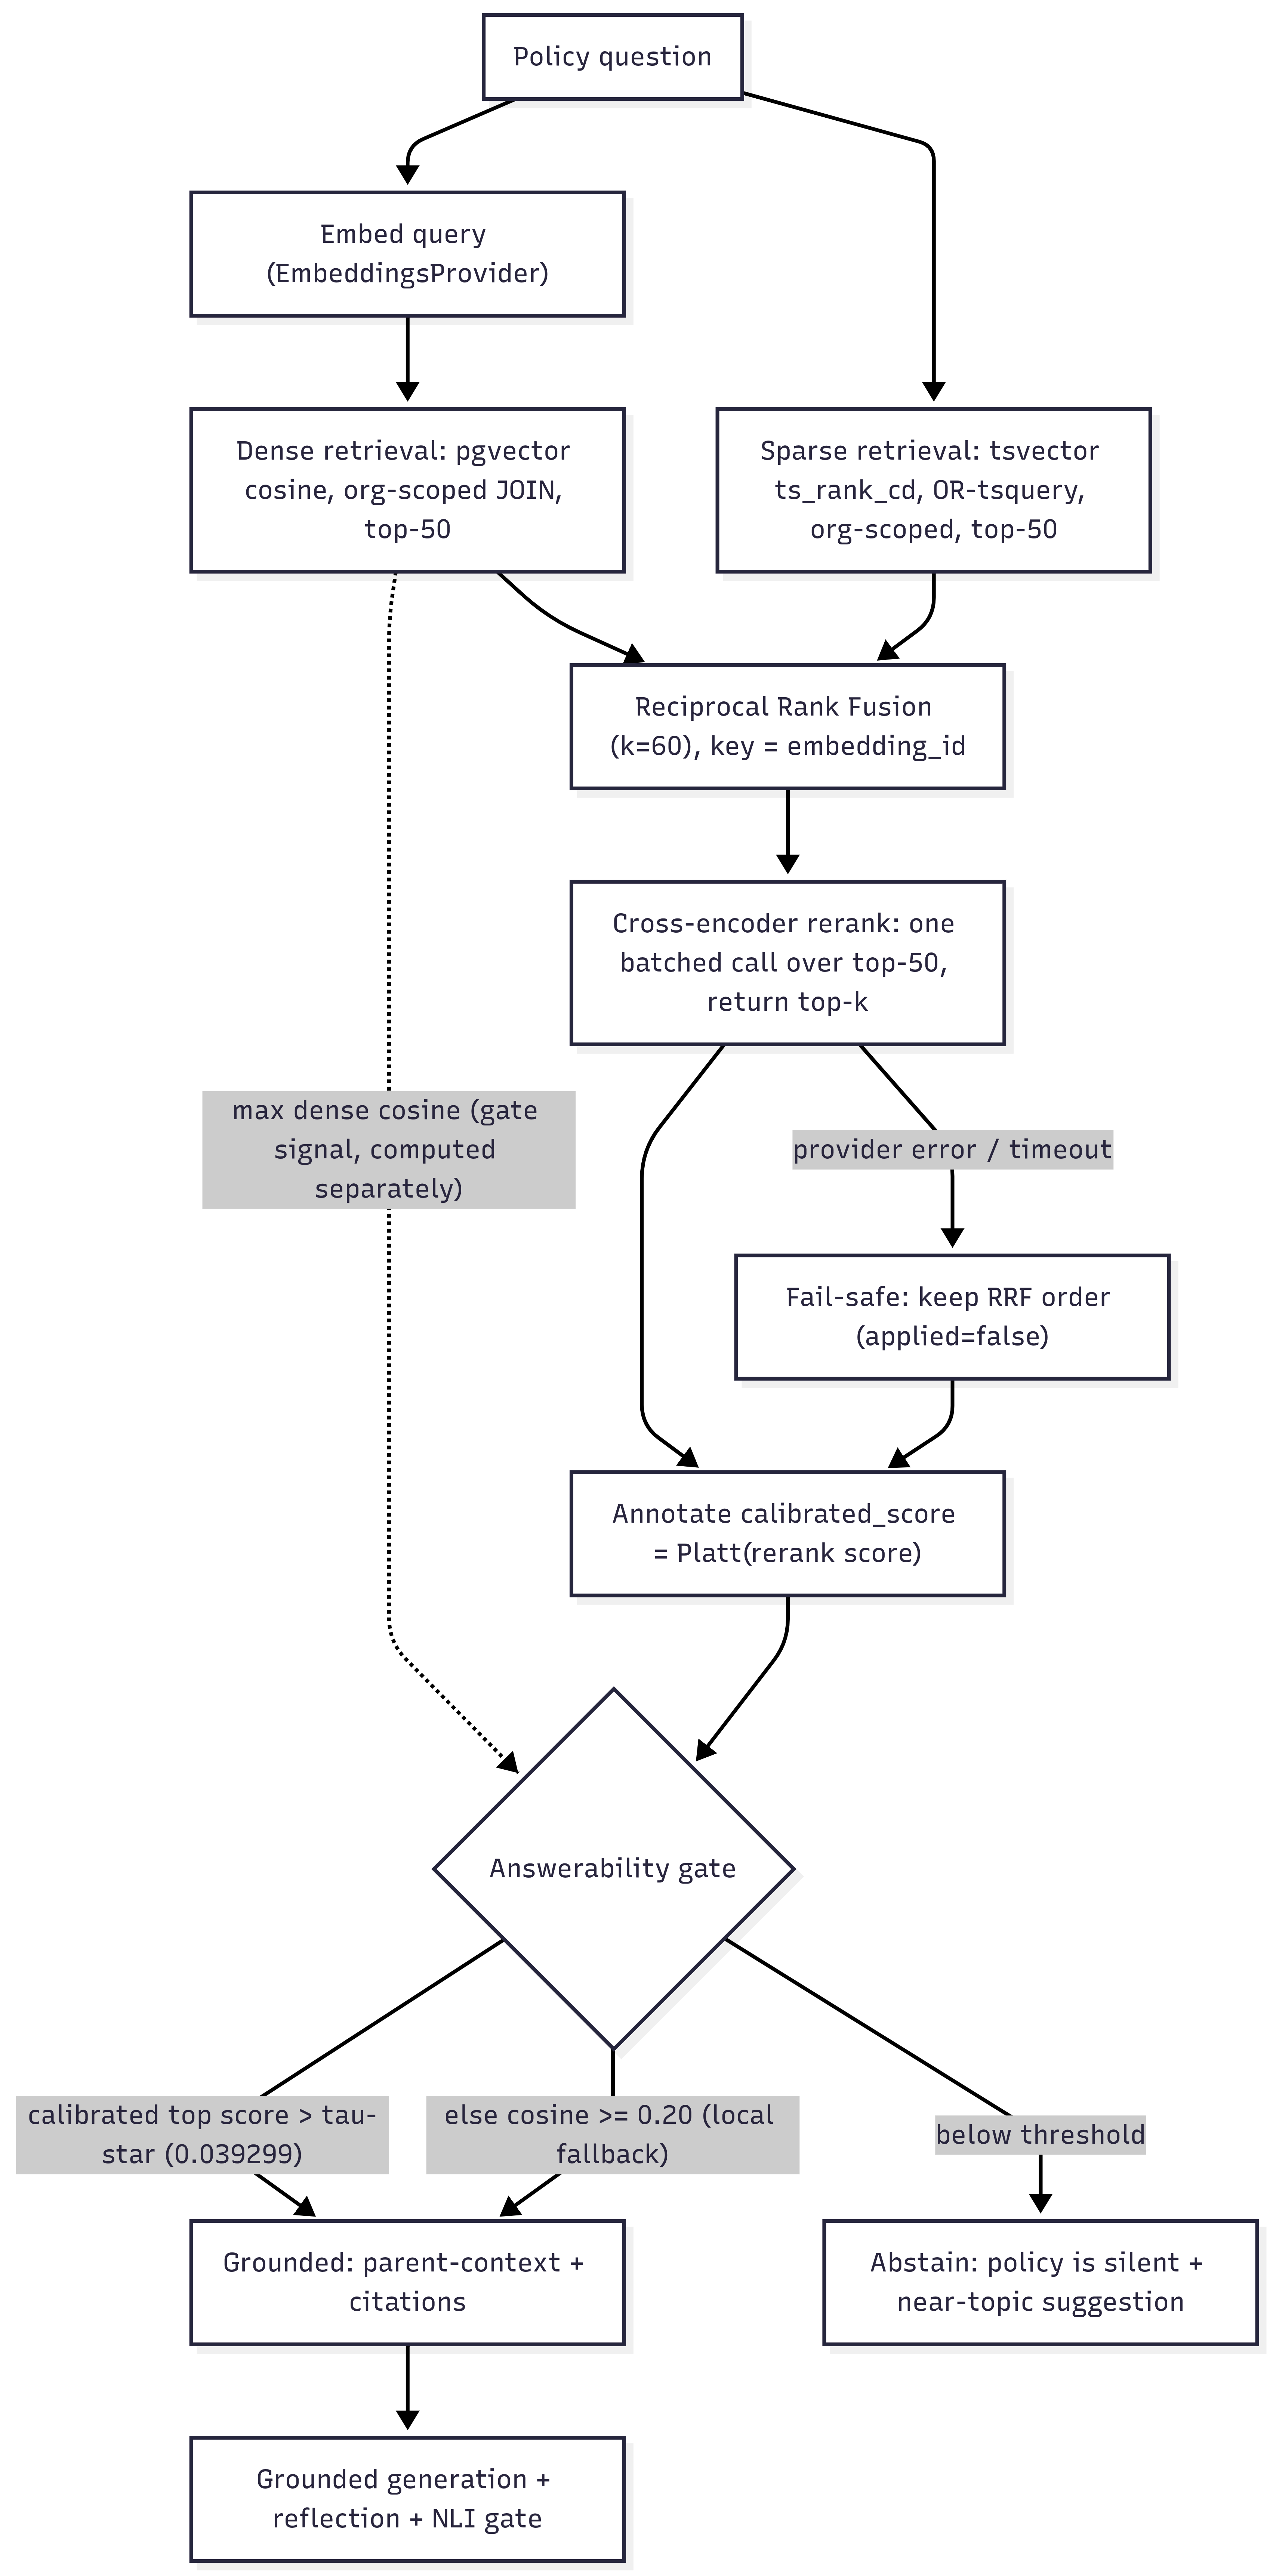 Policy question
Embed query
(EmbeddingsProvider)
Dense retrieval: pgvector
cosine, org-scoped JOIN,
top-50
Sparse retrieval: tsvector
ts_rank_cd, OR-tsquery,
org-scoped, top-50
Reciprocal Rank Fusion
(k=60), key = embedding_id
Cross-encoder rerank: one
batched call over top-50,
return top-k
max dense cosine (gate
signal, computed
separately)
provider error / timeout
Fail-safe: keep RRF order
(applied=false)
Annotate calibrated_score
= Platt(rerank score)
Answerability gate
calibrated top score > tau-
star (0.039299)
else cosine >= 0.20 (local
fallback)
below threshold
Grounded: parent-context +
citations
Abstain: policy is silent +
near-topic suggestion
Grounded generation +
reflection + NLI gate